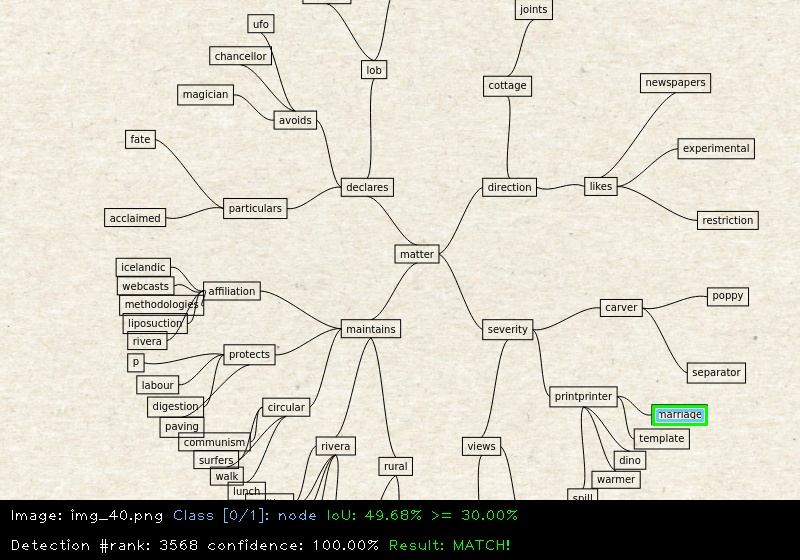 joints
ufo
chancellor
lob
cottage
newspapers
magician
avoids
fate
experimental
declares
direction
likes
particulars
acclaimed
restriction
matter
icelandic
webcasts
affiliation
methodologies
poppy
carver
liposuction
maintains
severity
rivera
protects
p
separator
labour
printprinter
digestion
circular
marriage
paving
template
communism
rivera
views
surfers
dino
rural
walk
warmer
lunch
spill
Image: img_40.png Class [0/1]: node IoU: 49.68% >= 30.00%
Detection #rank: 3568 confidence: 100.00% Result: MATCH!